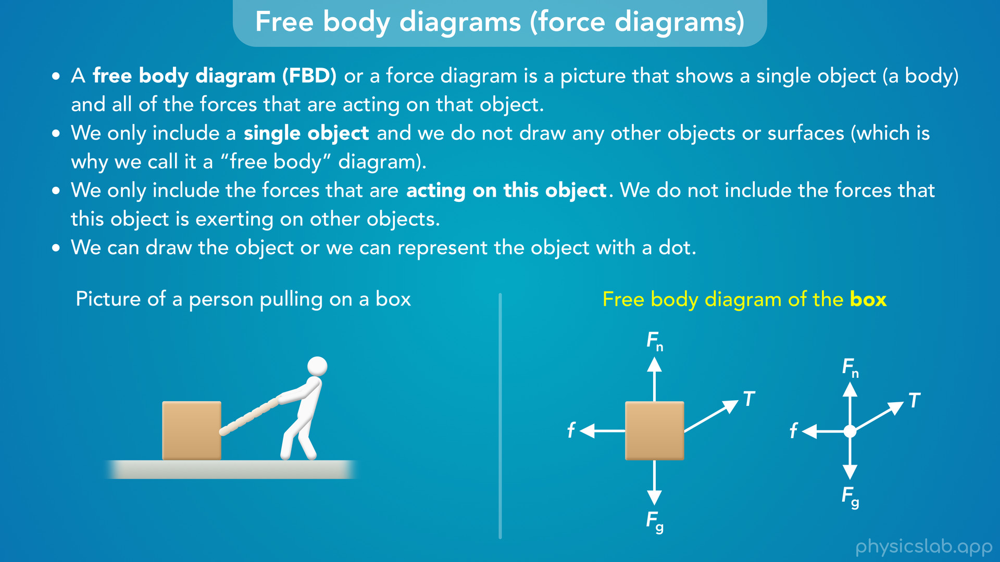 Free body diagrams (force diagrams)
• A free body diagram (FBD) or a force diagram is a picture that shows a single object (a body)
and all of the forces that are acting on that object.
• We only include a single object and we do not draw any other objects or surfaces (which is
why we call it a “free body” diagram).
• We only include the forces that are acting on this object. We do not include the forces that
this object is exerting on other objects.
• We can draw the object or we can represent the object with a dot.
Picture of a person pulling on a box
Free body diagram of the box
Fn
T
f
Fg
Fn
T
f
Fg
physicslab.app